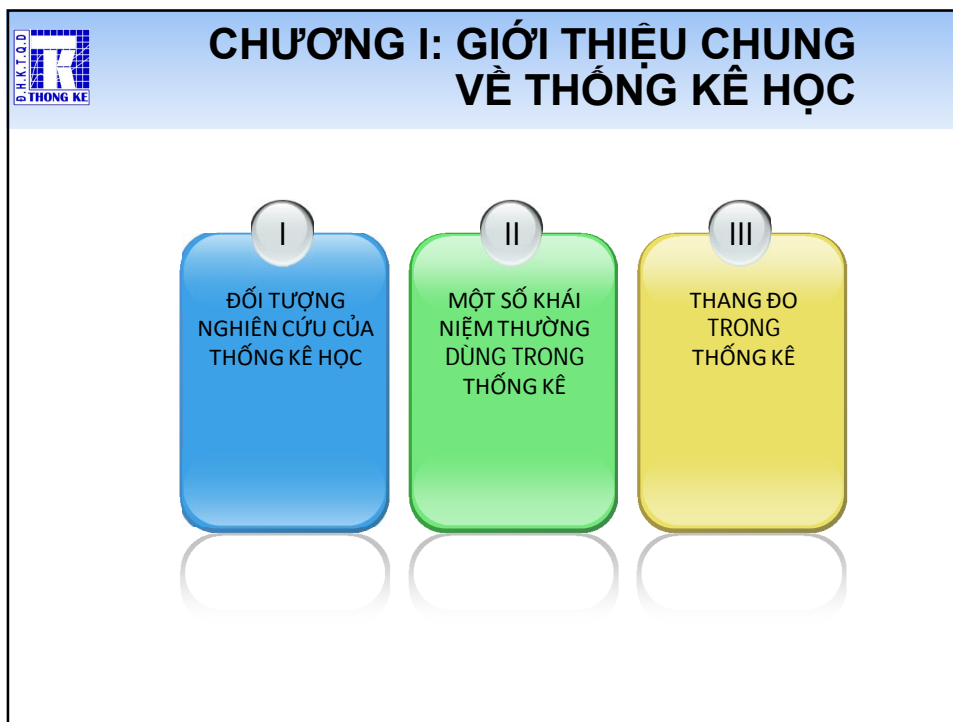 Đ.H.K.T.Q.D
TK
THONG KE
CHƯƠNG I: GIỚI THIỆU CHUNG
VỀ THỐNG KÊ HỌC
I
ĐỐI TƯỢNG
NGHIÊN CỨU CỦA
THỐNG KÊ HỌC
II
MỘT SỐ KHÁI
NIỆM THƯỜNG
DÙNG TRONG
THỐNG KÊ
III
THANG ĐO
TRONG
THỐNG KÊ